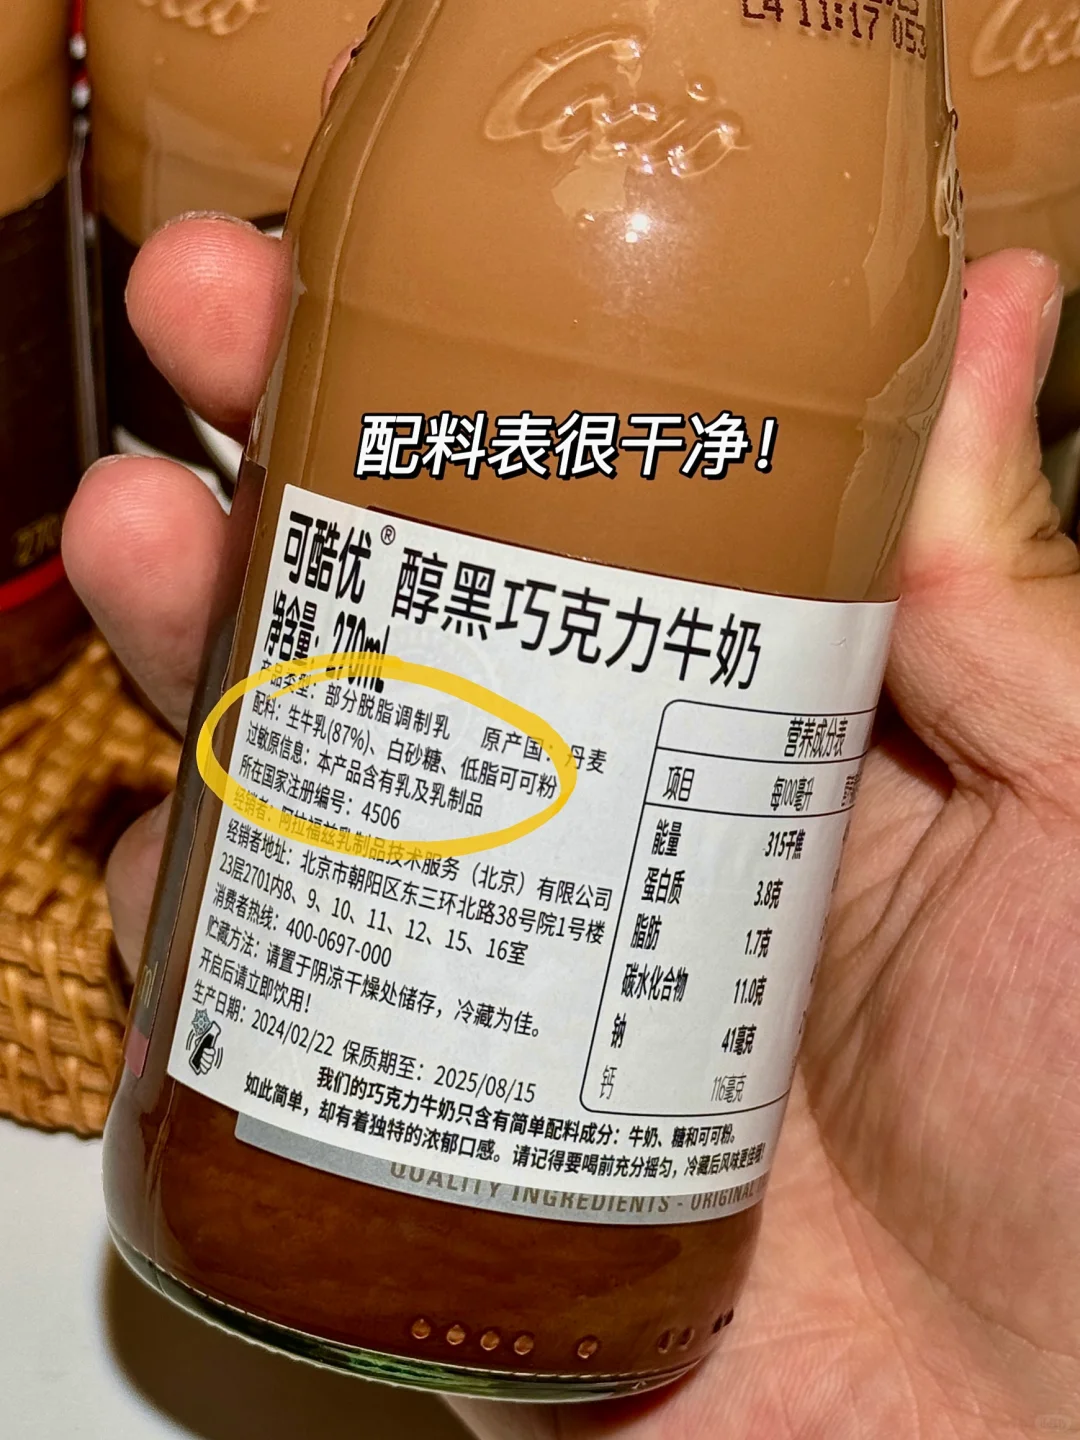 L4 11:17 053
Cocio
配料表很干净！
可酷优® 醇黑巧克力牛奶
净含量：270mL
产品类型：部分脱脂调制乳 原产国：丹麦
配料：生牛乳(87%)、白砂糖、低脂可可粉
过敏原信息：本产品含有乳及乳制品
所在国家注册编号：4506
经销者：阿拉福兹乳制品技术服务（北京）有限公司
经销者地址：北京市朝阳区东三环北路38号院1号楼
23层2701内8、9、10、11、12、15、16室
消费者热线：400-0697-000
贮藏方法：请置于阴凉干燥处储存，冷藏为佳。
开启后请立即饮用！
生产日期：2024/02/22 保质期至：2025/08/15
我们的巧克力牛奶只含有简单配料成分：牛奶、糖和可可粉。
如此简单，却有着独特的浓郁口感。请记得要喝前充分摇匀，冷藏后风味更佳哦！
营养成分表
项目 每100毫升
能量 315千焦
蛋白质 3.8克
脂肪 1.7克
碳水化合物 11.0克
钠 41毫克
钙 116毫克
QUALITY INGREDIENTS - ORIGINAL